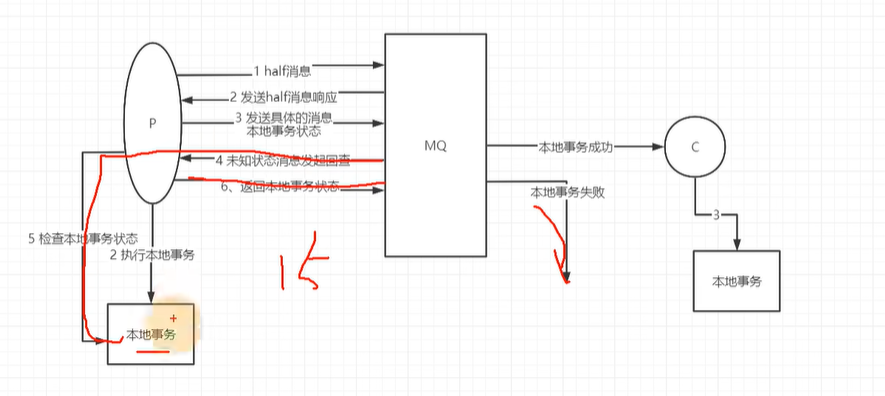 1 half消息
2 发送half消息响应
3 发送具体的消息
本地事务状态
P
MQ
4 未知状态消息发起回查
6、返回本地事务状态
本地事务成功
C
本地事务失败
3
5 检查本地事务状态
2 执行本地事务
15
本地事务
本地事务